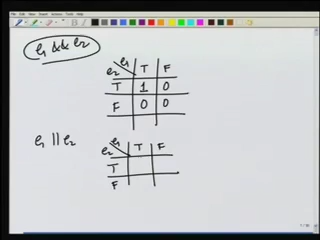 e1 && e2
e1
e2 T F
T 1 0
F 0 0
e1 || e2
e1
e2 T F
T
F